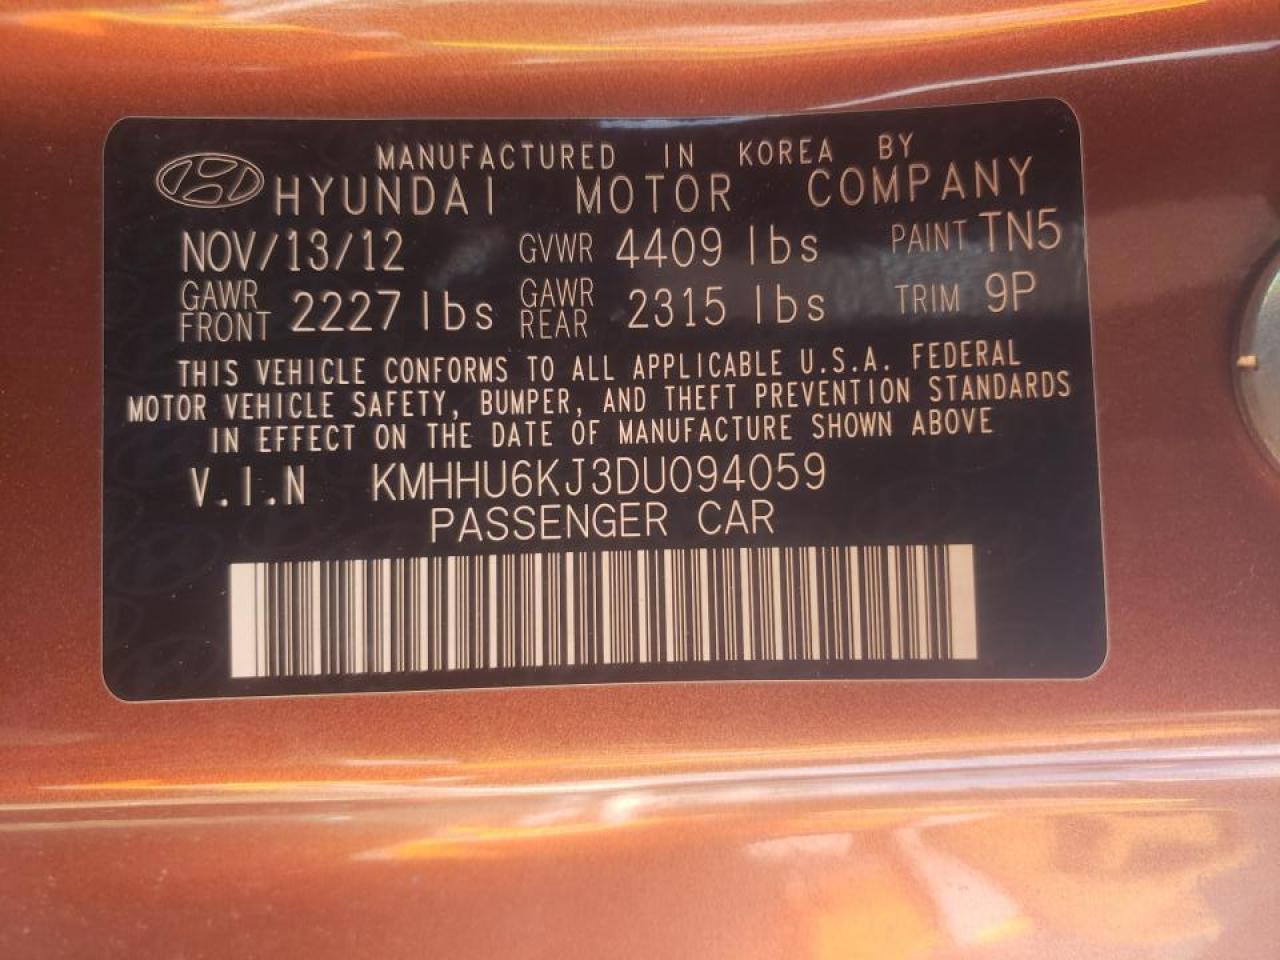 MANUFACTURED IN KOREA BY
HYUNDAI MOTOR COMPANY
NOV/13/12 GVWR 4409 lbs PAINT TN5
GAWR FRONT 2227 lbs GAWR REAR 2315 lbs TRIM 9P
THIS VEHICLE CONFORMS TO ALL APPLICABLE U.S.A. FEDERAL
MOTOR VEHICLE SAFETY, BUMPER, AND THEFT PREVENTION STANDARDS
IN EFFECT ON THE DATE OF MANUFACTURE SHOWN ABOVE
V.I.N KMHHU6KJ3DU094059
PASSENGER CAR